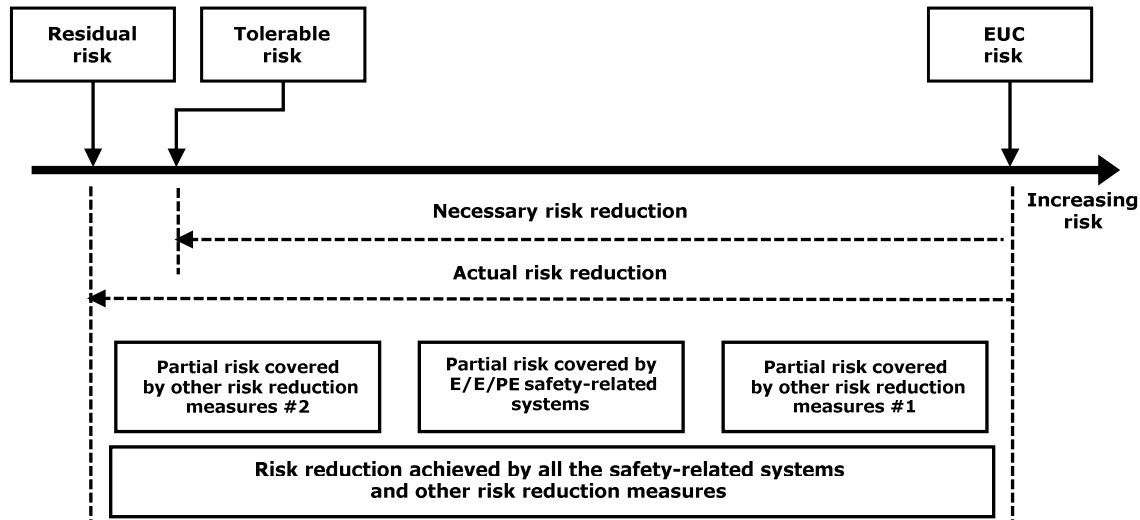 Residual
risk
Tolerable
risk
EUC
risk
Increasing
risk
Necessary risk reduction
Actual risk reduction
Partial risk covered
by other risk reduction
measures #2
Partial risk covered by
E/E/PE safety-related
systems
Partial risk covered
by other risk reduction
measures #1
Risk reduction achieved by all the safety-related systems
and other risk reduction measures